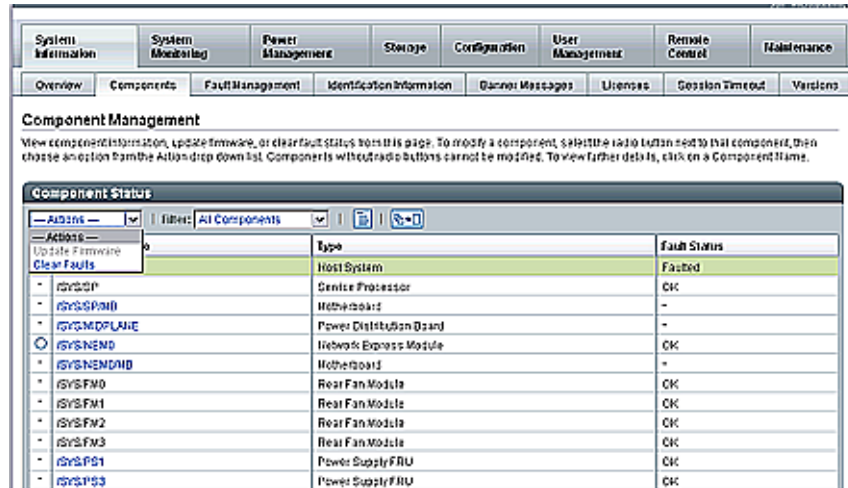 System Information
System Monitoring
Power Management
Storage
Configuration
User Management
Remote Control
Maintenance
Overview
Components
Fault Management
Identification Information
Banner Messages
Licenses
Session Timeout
Versions
Component Management
View component information, update firmware, or clear fault status from this page. To modify a component, select the radio button next to that component, then
choose an option from the Action drop down list. Components without radio buttons cannot be modified. To view further details, click on a Component Name.
Component Status
— Actions — | Filter: All Components
— Actions —
Update Firmware
Clear Faults
Type Fault Status
Host System Faulted
/SYS/SP Service Processor OK
/SYS/SP/MB Motherboard -
/SYS/MIDPLANE Power Distribution Board -
/SYS/NEM0 Network Express Module OK
/SYS/NEM0/MB Motherboard -
/SYS/FM0 Rear Fan Module OK
/SYS/FM1 Rear Fan Module OK
/SYS/FM2 Rear Fan Module OK
/SYS/FM3 Rear Fan Module OK
/SYS/PS1 Power Supply FRU OK
/SYS/PS3 Power Supply FRU OK